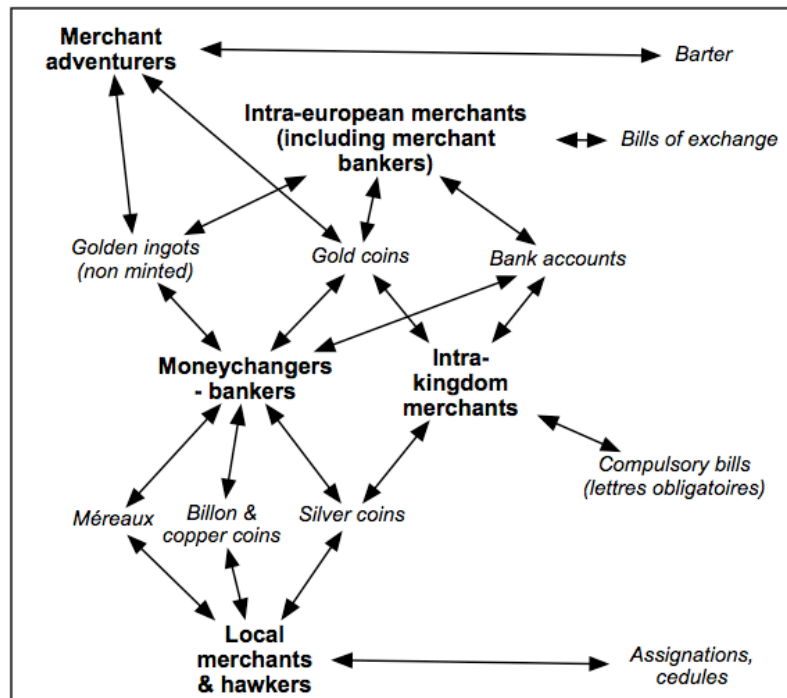 Merchant
adventurers
Barter
Intra-european merchants
(including merchant
bankers)
Bills of exchange
Golden ingots
(non minted)
Gold coins
Bank accounts
Moneychangers
- bankers
Intra-
kingdom
merchants
Compulsory bills
(lettres obligatoires)
Méreaux
Billon &
copper coins
Silver coins
Local
merchants
& hawkers
Assignations,
cedules